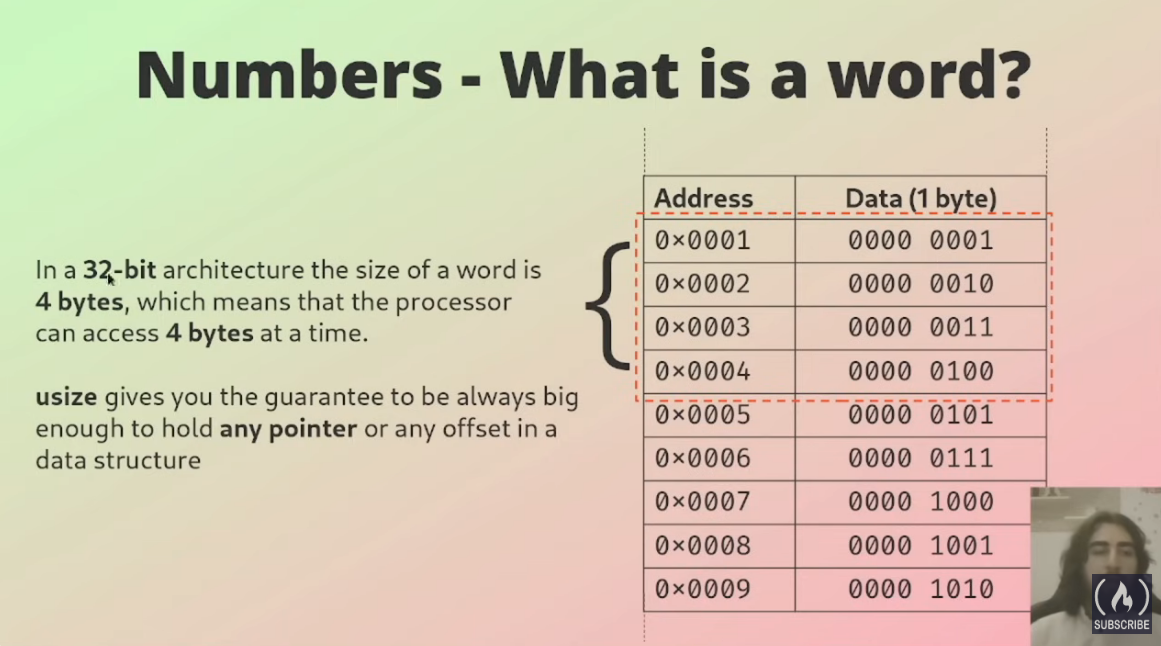 Numbers - What is a word?
In a 32-bit architecture the size of a word is
4 bytes, which means that the processor
can access 4 bytes at a time.
usize gives you the guarantee to be always big
enough to hold any pointer or any offset in a
data structure
Address Data (1 byte)
0×0001 0000 0001
0×0002 0000 0010
0×0003 0000 0011
0×0004 0000 0100
0×0005 0000 0101
0×0006 0000 0111
0×0007 0000 1000
0×0008 0000 1001
0×0009 0000 1010
SUBSCRIBE